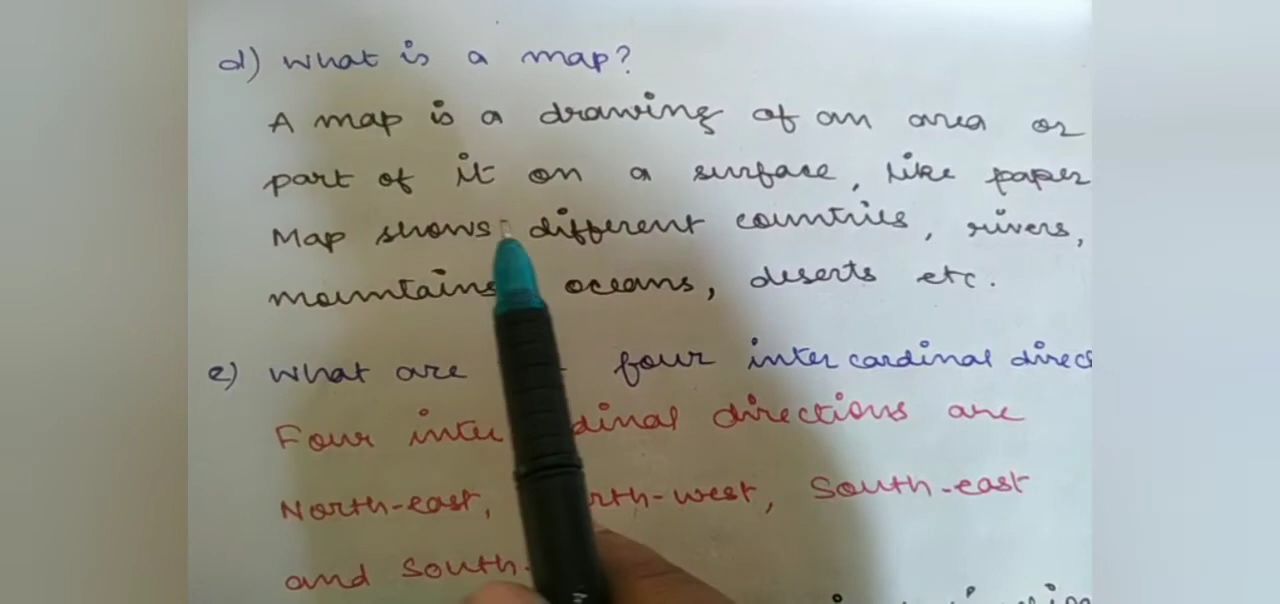 d) What is a map?
A map is a drawing of an area or
part of it on a surface, like paper
Map shows different countries, rivers,
mountains oceans, deserts etc.
e) What are four inter cardinal direc
Four inte dinal directions are
North-east, rth-west, South-east
and South-